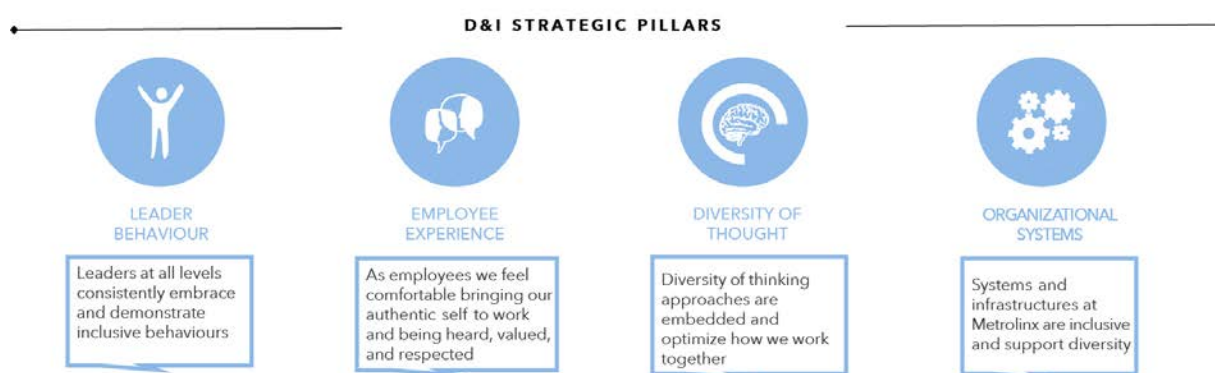 D&I STRATEGIC PILLARS
LEADER
BEHAVIOUR
Leaders at all levels
consistently embrace
and demonstrate
inclusive behaviours
EMPLOYEE
EXPERIENCE
As employees we feel
comfortable bringing our
authentic self to work
and being heard, valued,
and respected
DIVERSITY OF
THOUGHT
Diversity of thinking
approaches are
embedded and
optimize how we work
together
ORGANIZATIONAL
SYSTEMS
Systems and
infrastructures at
Metrolinx are inclusive
and support diversity